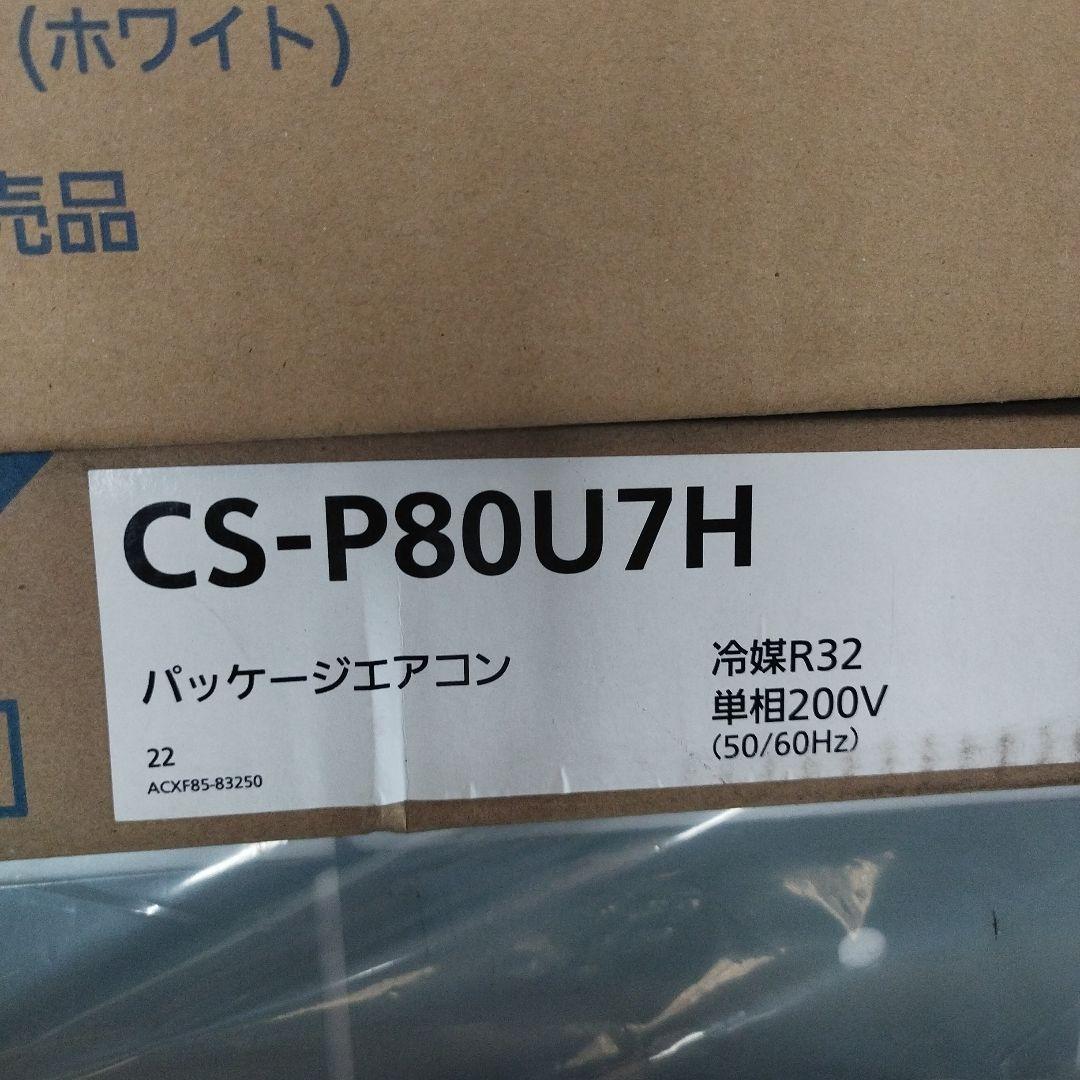 (ホワイト)
売品
CS-P80U7H
パッケージエアコン
冷媒R32
単相200V
(50/60Hz)
22
ACXF85-83250